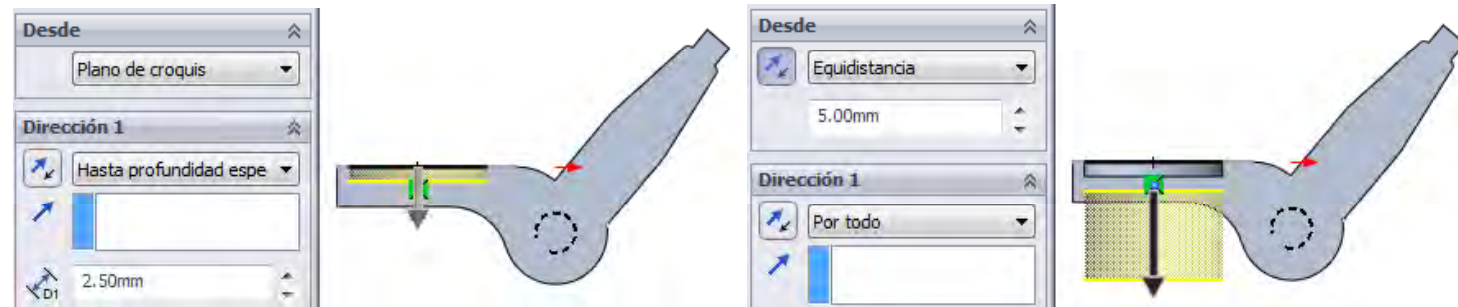 Desde
Plano de croquis
Dirección 1
Hasta profundidad espe
D1
2.50mm
Desde
Equidistancia
5.00mm
Dirección 1
Por todo